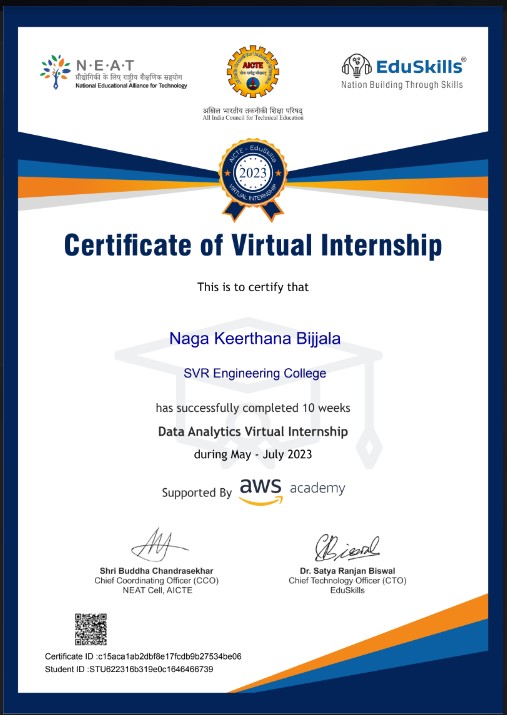 N·E·A·T
प्रौद्योगिकी के लिए राष्ट्रीय शैक्षणिक सहयोग
National Educational Alliance for Technology
AICTE
अखिल भारतीय तकनीकी शिक्षा परिषद्
All India Council for Technical Education
EduSkills®
Nation Building Through Skills
AICTE - EduSkills
2023
VIRTUAL INTERNSHIP
Certificate of Virtual Internship
This is to certify that
Naga Keerthana Bijjala
SVR Engineering College
has successfully completed 10 weeks
Data Analytics Virtual Internship
during May - July 2023
Supported By aws academy
Shri Buddha Chandrasekhar
Chief Coordinating Officer (CCO)
NEAT Cell, AICTE
Dr. Satya Ranjan Biswal
Chief Technology Officer (CTO)
EduSkills
Certificate ID :c15aca1ab2dbf8e17fcdb9b27534be06
Student ID :STU622316b319e0c1646466739